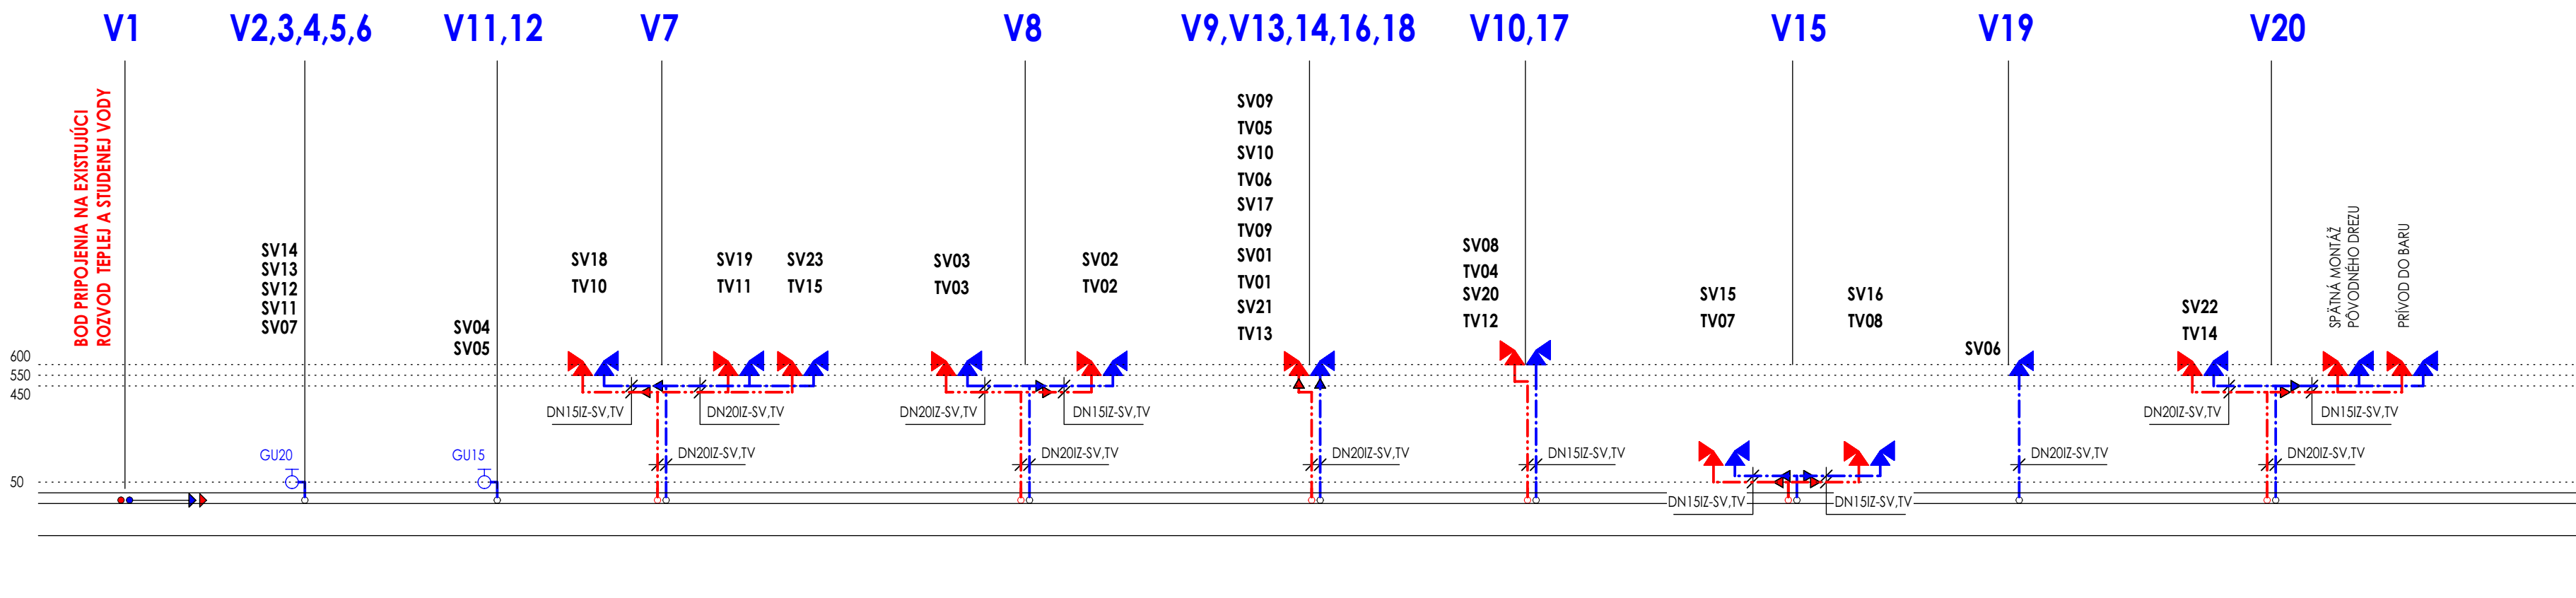 V1
V2,3,4,5,6
V11,12
V7
V8
V9,V13,14,16,18
V10,17
V15
V19
V20
BOD PRIPOJENIA NA EXISTUJÚCI
ROZVOD TEPLEJ A STUDENEJ VODY
SV14
SV13
SV12
SV11
SV07
SV04
SV05
SV18
TV10
SV19
TV11
SV23
TV15
SV03
TV03
SV02
TV02
SV09
TV05
SV10
TV06
SV17
TV09
SV01
TV01
SV21
TV13
SV08
TV04
SV20
TV12
SV15
TV07
SV16
TV08
SV06
SV22
TV14
SPÄTNÁ MONTÁŽ
PÔVODNÉHO DREZU
PRÍVOD DO BARU
600
550
450
50
GU20
GU15
DN15IZ-SV,TV
DN20IZ-SV,TV
DN20IZ-SV,TV
DN20IZ-SV,TV
DN15IZ-SV,TV
DN20IZ-SV,TV
DN20IZ-SV,TV
DN15IZ-SV,TV
DN15IZ-SV,TV
DN15IZ-SV,TV
DN20IZ-SV,TV
DN20IZ-SV,TV
DN15IZ-SV,TV
DN20IZ-SV,TV